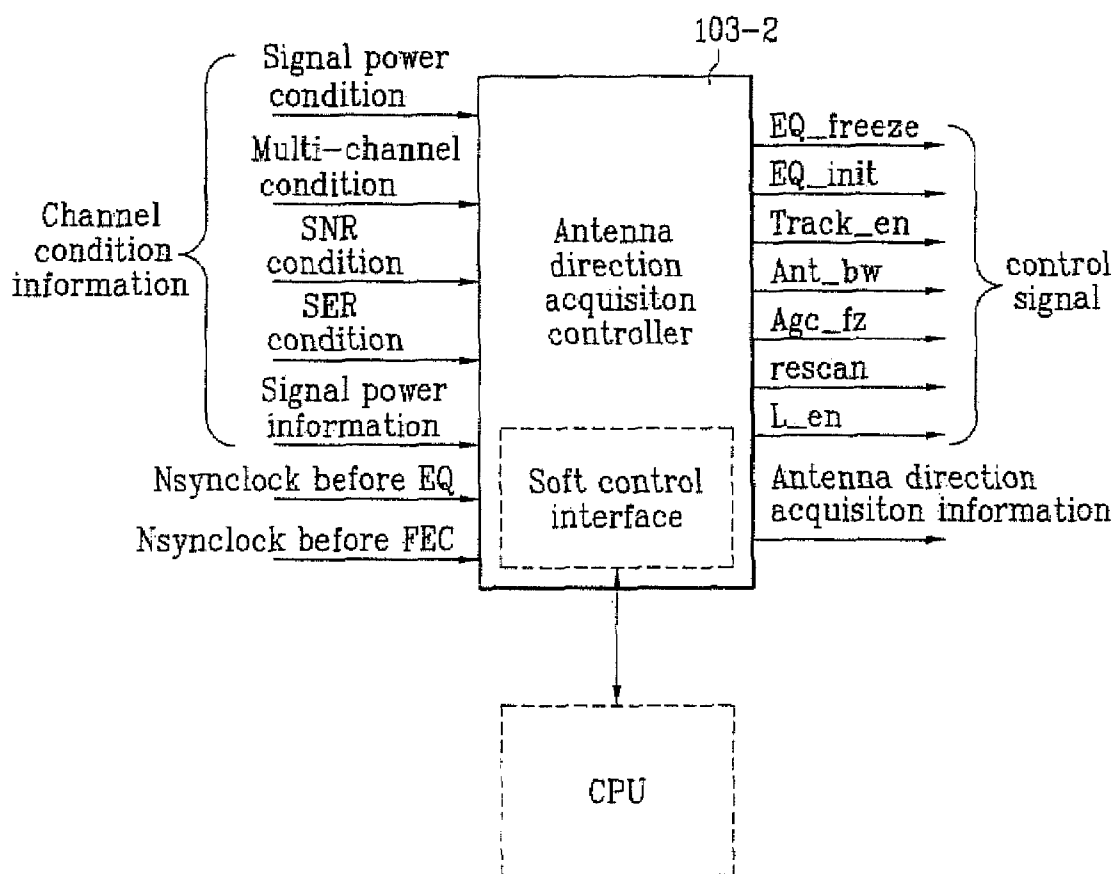 103-2
Signal power
condition
Multi-channel
condition
SNR
condition
SER
condition
Signal power
information
Channel
condition
information
Nsynclock before EQ
Nsynclock before FEC
Antenna
direction
acquisiton
controller
Soft control
interface
EQ_freeze
EQ_init
Track_en
Ant_bw
Agc_fz
rescan
L_en
control
signal
Antenna direction
acquisiton information
CPU